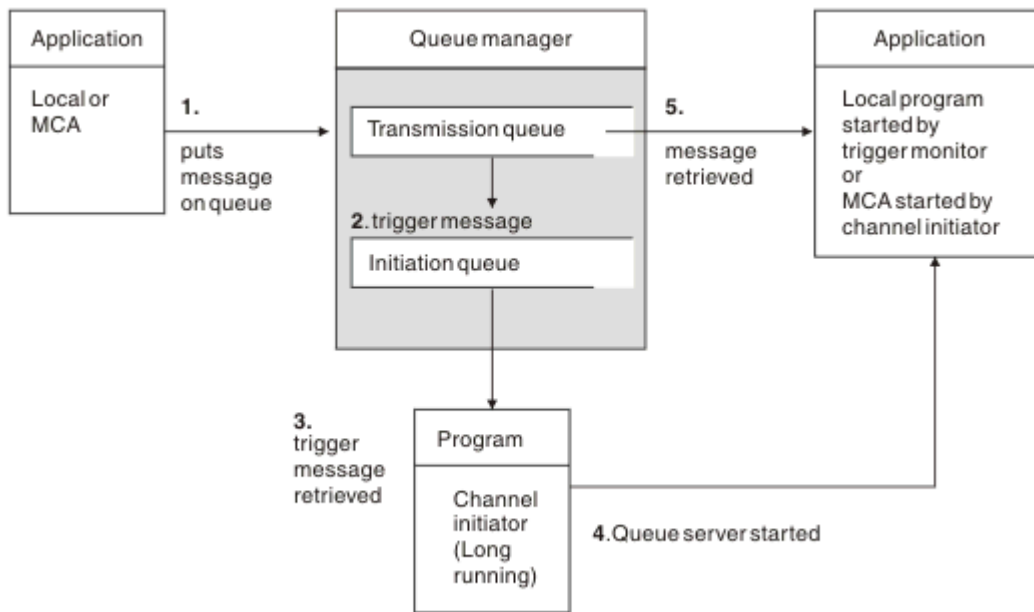 Application
Local or
MCA
1.
puts
message
on queue
Queue manager
Transmission queue
2. trigger message
Initiation queue
5.
message
retrieved
Application
Local program
started by
trigger monitor
or
MCA started by
channel initiator
3.
trigger
message
retrieved
Program
Channel
initiator
(Long
running)
4.Queue server started